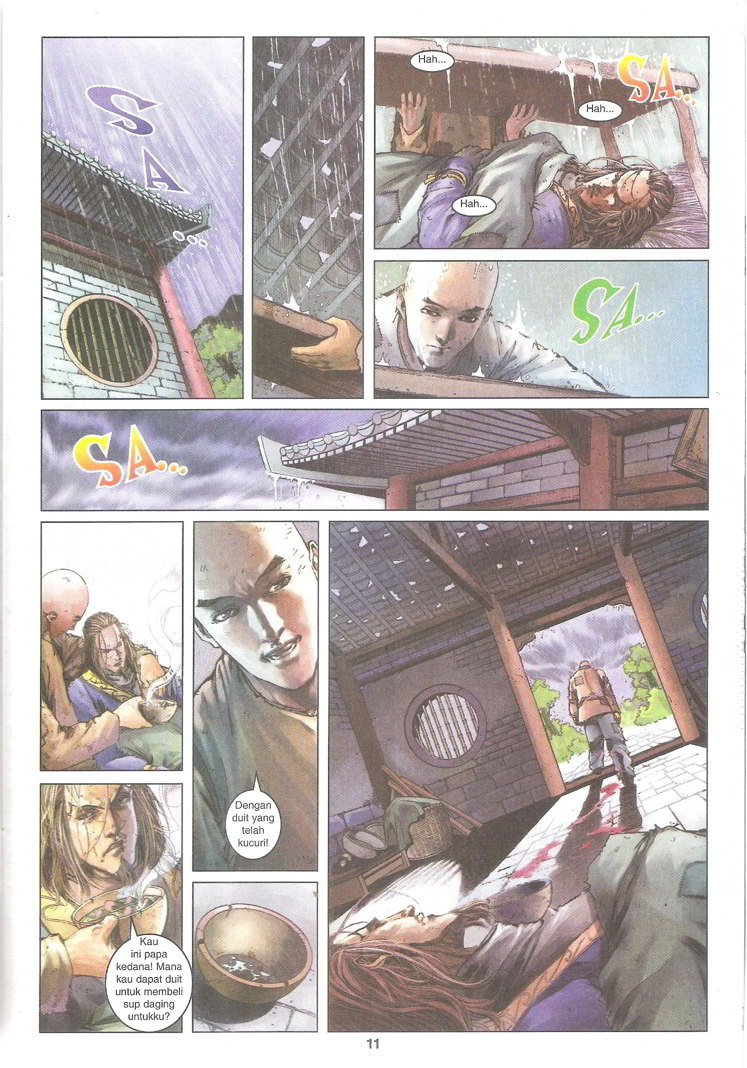 SA
Hah...
SA...
Hah...
Hah...
SA...
SA...
Dengan
duit yang
telah
kucuri!
Kau
ini papa
kedana! Mana
kau dapat duit
untuk membeli
sup daging
untukku?
11